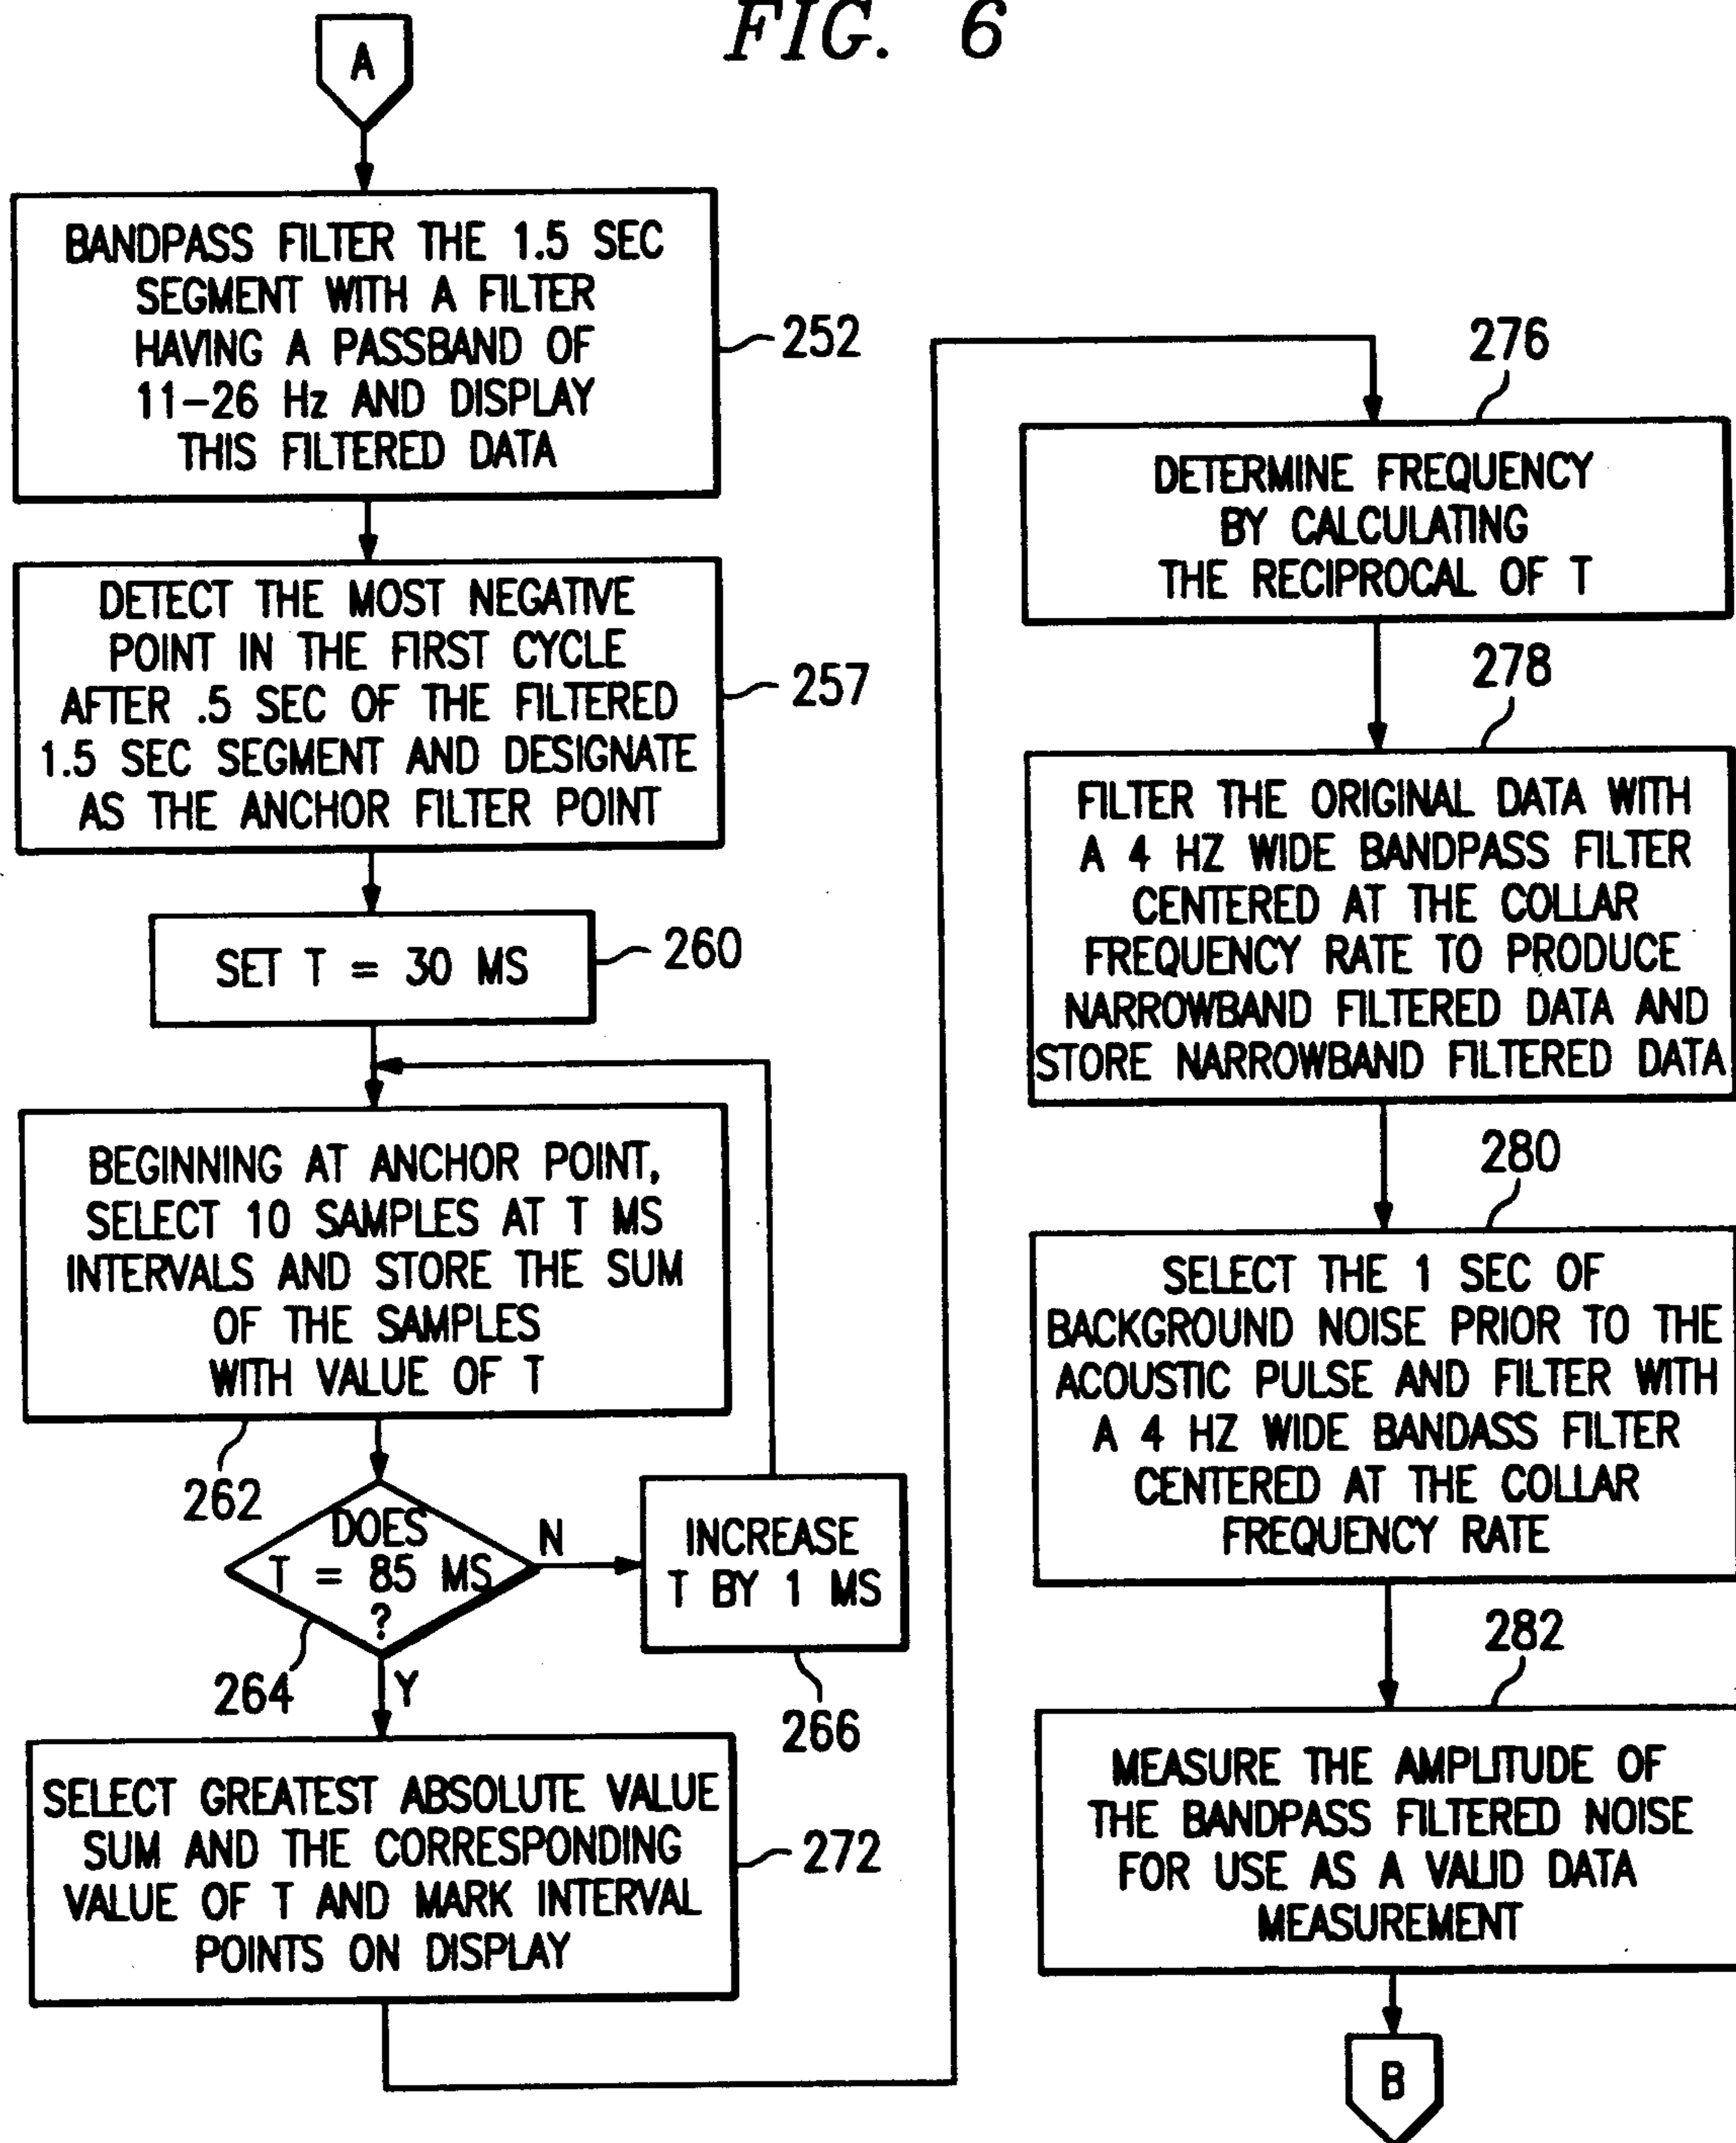 FIG. 6
A
BANDPASS FILTER THE 1.5 SEC
SEGMENT WITH A FILTER
HAVING A PASSBAND OF
11-26 Hz AND DISPLAY
THIS FILTERED DATA
252
DETECT THE MOST NEGATIVE
POINT IN THE FIRST CYCLE
AFTER .5 SEC OF THE FILTERED
1.5 SEC SEGMENT AND DESIGNATE
AS THE ANCHOR FILTER POINT
257
SET T = 30 MS
260
BEGINNING AT ANCHOR POINT,
SELECT 10 SAMPLES AT T MS
INTERVALS AND STORE THE SUM
OF THE SAMPLES
WITH VALUE OF T
262
DOES
T = 85 MS
?
264
N
Y
INCREASE
T BY 1 MS
266
SELECT GREATEST ABSOLUTE VALUE
SUM AND THE CORRESPONDING
VALUE OF T AND MARK INTERVAL
POINTS ON DISPLAY
272
276
DETERMINE FREQUENCY
BY CALCULATING
THE RECIPROCAL OF T
278
FILTER THE ORIGINAL DATA WITH
A 4 HZ WIDE BANDPASS FILTER
CENTERED AT THE COLLAR
FREQUENCY RATE TO PRODUCE
NARROWBAND FILTERED DATA AND
STORE NARROWBAND FILTERED DATA
280
SELECT THE 1 SEC OF
BACKGROUND NOISE PRIOR TO THE
ACOUSTIC PULSE AND FILTER WITH
A 4 HZ WIDE BANDASS FILTER
CENTERED AT THE COLLAR
FREQUENCY RATE
282
MEASURE THE AMPLITUDE OF
THE BANDPASS FILTERED NOISE
FOR USE AS A VALID DATA
MEASUREMENT
B